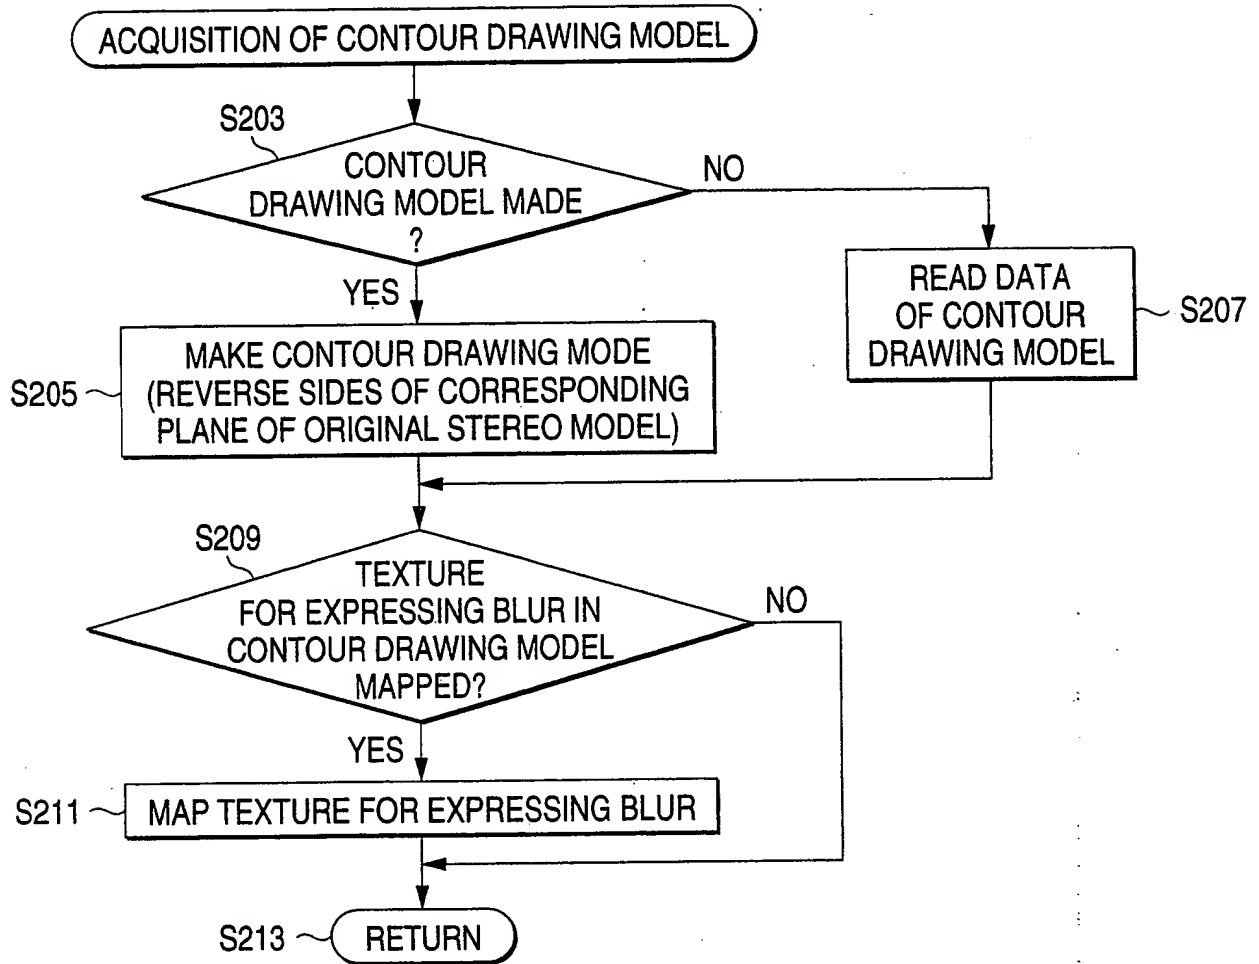 ACQUISITION OF CONTOUR DRAWING MODEL
S203
CONTOUR
DRAWING MODEL MADE
?
NO
YES
READ DATA
OF CONTOUR
DRAWING MODEL
S207
S205
MAKE CONTOUR DRAWING MODE
(REVERSE SIDES OF CORRESPONDING
PLANE OF ORIGINAL STEREO MODEL)
S209
TEXTURE
FOR EXPRESSING BLUR IN
CONTOUR DRAWING MODEL
MAPPED?
NO
YES
S211
MAP TEXTURE FOR EXPRESSING BLUR
S213
RETURN